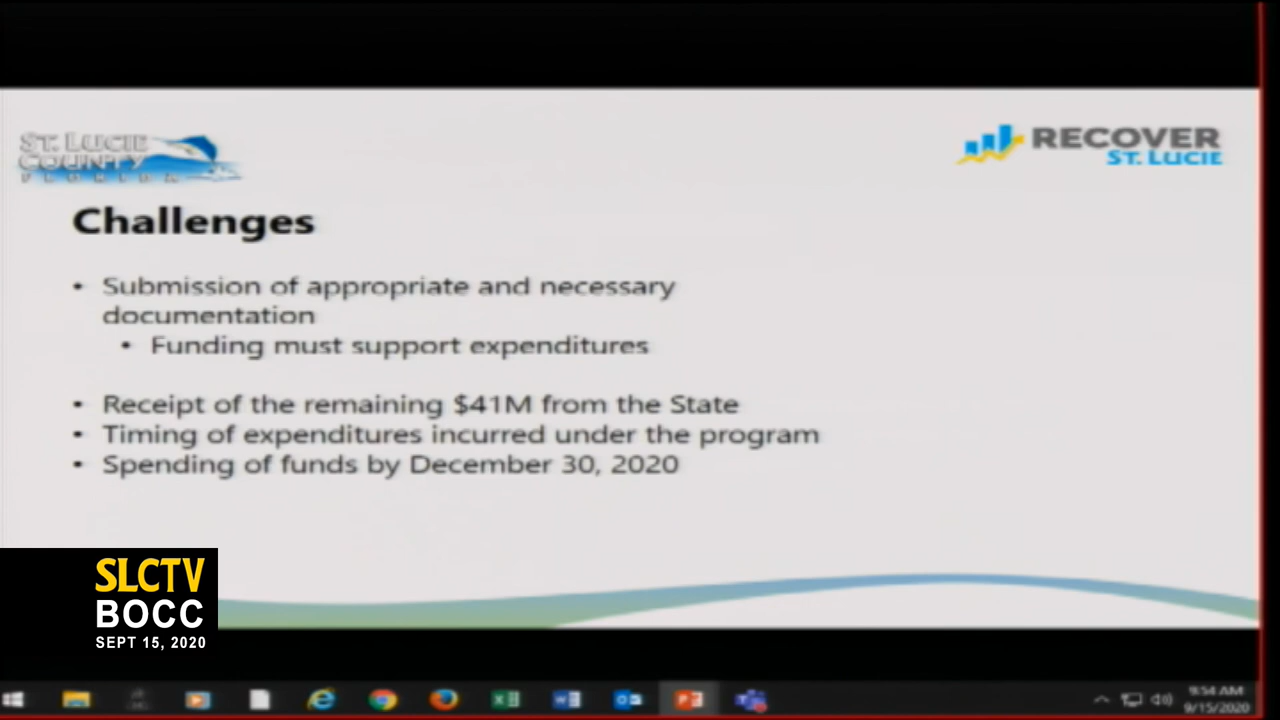 ST. LUCIE
COUNTY
FLORIDA
RECOVER
ST. LUCIE
Challenges
• Submission of appropriate and necessary
documentation
• Funding must support expenditures
• Receipt of the remaining $41M from the State
• Timing of expenditures incurred under the program
• Spending of funds by December 30, 2020
SLCTV
BOCC
SEPT 15, 2020
9:54 AM
9/15/2020